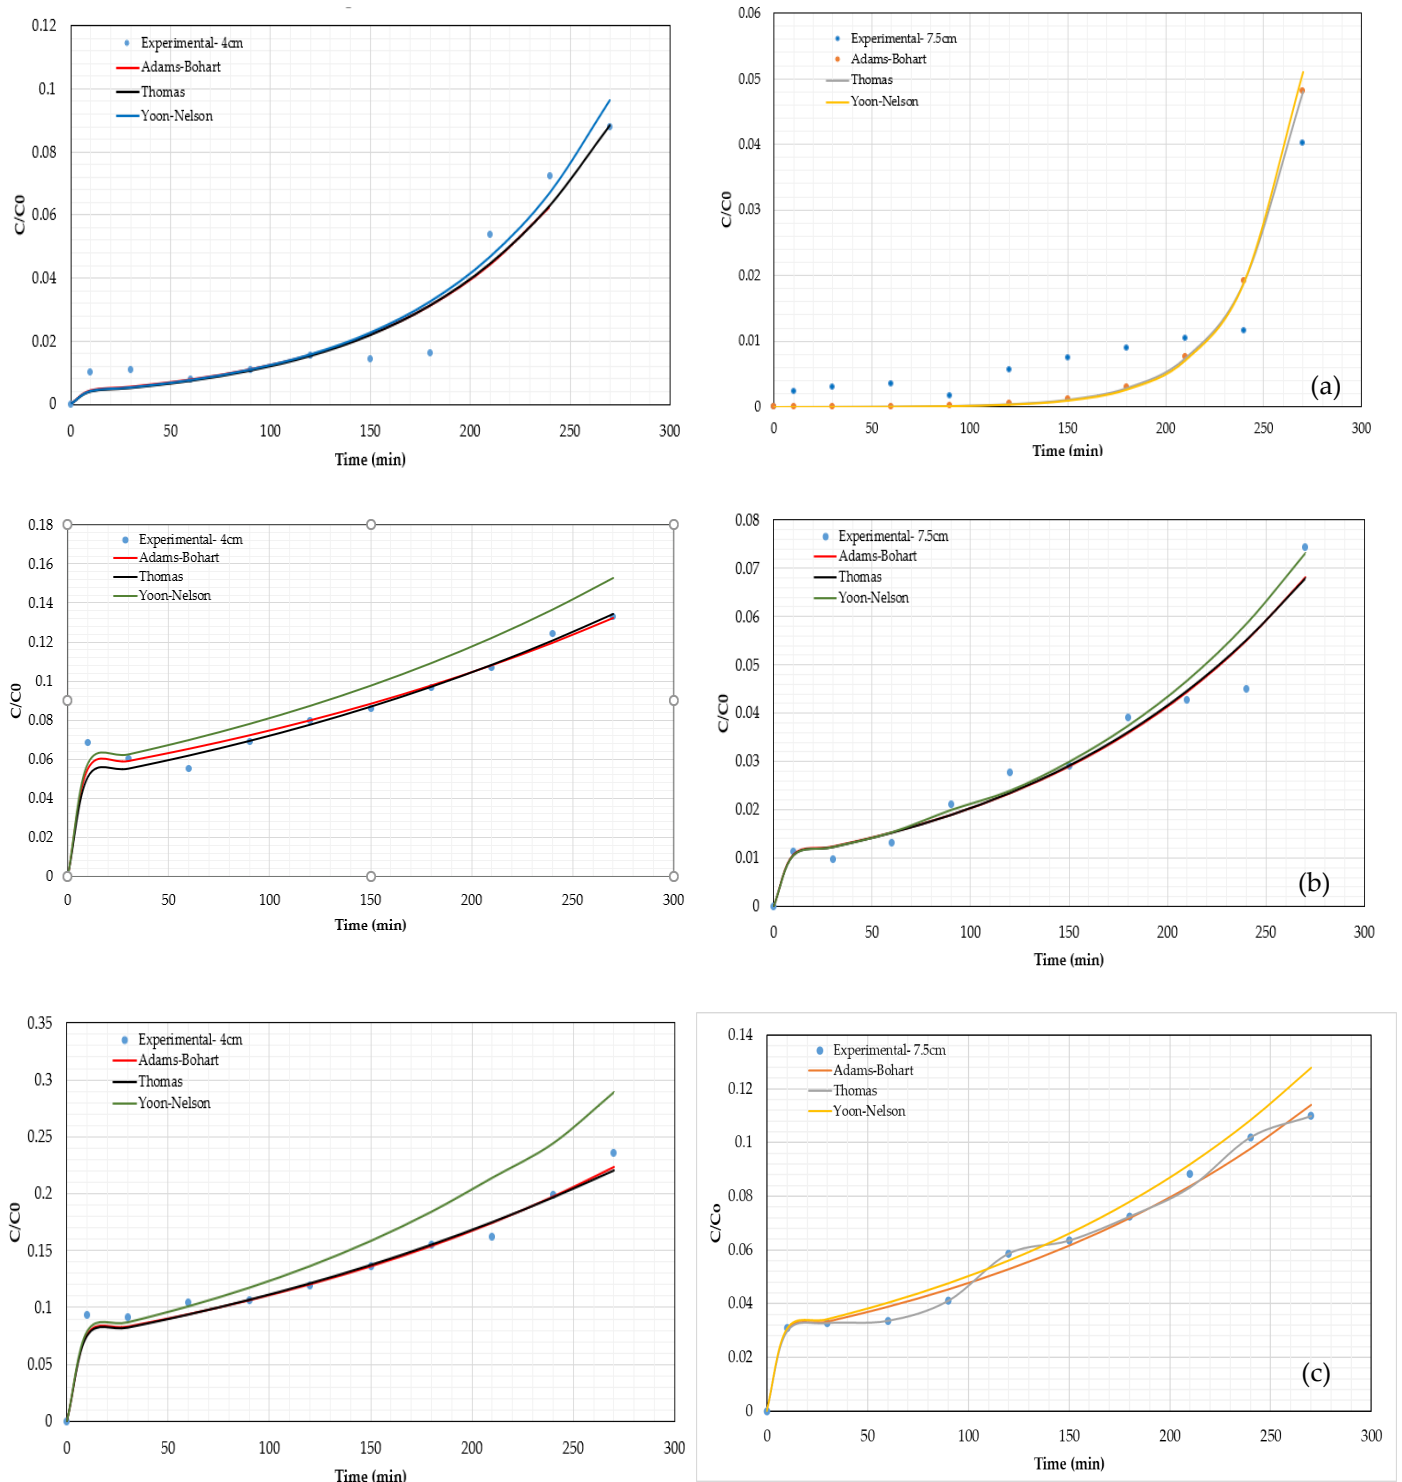 0.12
0.1
0.08
0.06
0.04
0.02
0
C/C0
Experimental- 4cm
Adams-Bohart
Thomas
Yoon-Nelson
0 50 100 150 200 250 300
Time (min)
0.06
0.05
0.04
0.03
0.02
0.01
0
C/C0
Experimental- 7.5cm
Adams-Bohart
Thomas
Yoon-Nelson
(a)
0 50 100 150 200 250 300
Time (min)
0.18
0.16
0.14
0.12
0.1
0.08
0.06
0.04
0.02
0
C/C0
Experimental- 4cm
Adams-Bohart
Thomas
Yoon-Nelson
0 50 100 150 200 250 300
Time (min)
0.08
0.07
0.06
0.05
0.04
0.03
0.02
0.01
0
C/C0
Experimental- 7.5cm
Adams-Bohart
Thomas
Yoon-Nelson
(b)
0 50 100 150 200 250 300
Time (min)
0.35
0.3
0.25
0.2
0.15
0.1
0.05
0
C/C0
Experimental- 4cm
Adams-Bohart
Thomas
Yoon-Nelson
0 50 100 150 200 250 300
Time (min)
0.14
0.12
0.1
0.08
0.06
0.04
0.02
0
C/Co
Experimental- 7.5cm
Adams-Bohart
Thomas
Yoon-Nelson
(c)
0 50 100 150 200 250 300
Time (min)